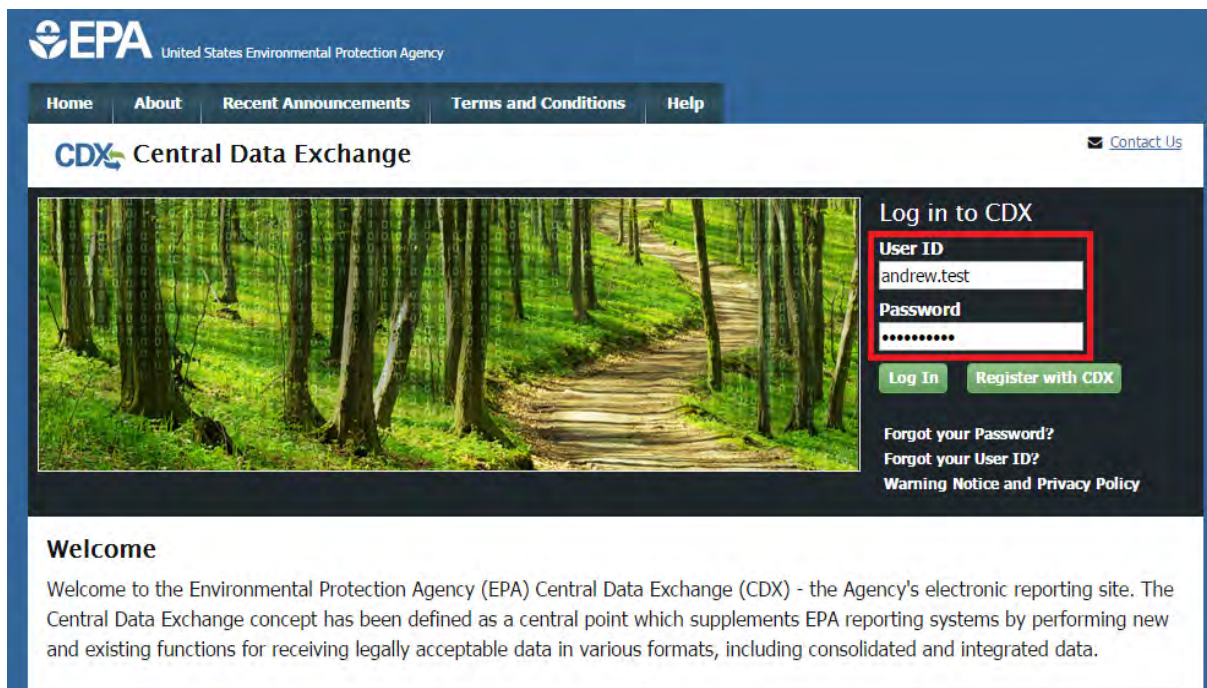 EPA United States Environmental Protection Agency
Home About Recent Announcements Terms and Conditions Help
CDX Central Data Exchange
Contact Us
Log in to CDX
User ID
andrew.test
Password
••••••••••
Log In Register with CDX
Forgot your Password?
Forgot your User ID?
Warning Notice and Privacy Policy
Welcome
Welcome to the Environmental Protection Agency (EPA) Central Data Exchange (CDX) - the Agency's electronic reporting site. The
Central Data Exchange concept has been defined as a central point which supplements EPA reporting systems by performing new
and existing functions for receiving legally acceptable data in various formats, including consolidated and integrated data.